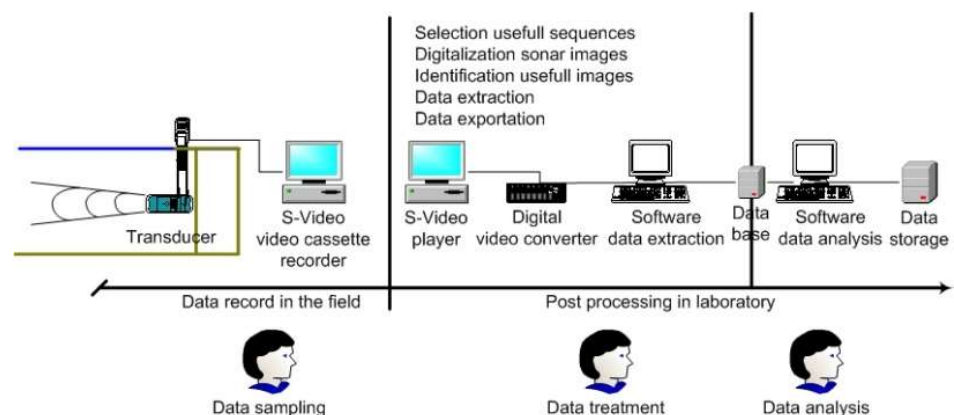 Selection usefull sequences
Digitalization sonar images
Identification usefull images
Data extraction
Data exportation
Transducer
S-Video
video cassette
recorder
S-Video
player
Digital
video converter
Software
data extraction
Data
base
Software
data analysis
Data
storage
Data record in the field
Post processing in laboratory
Data sampling
Data treatment
Data analysis